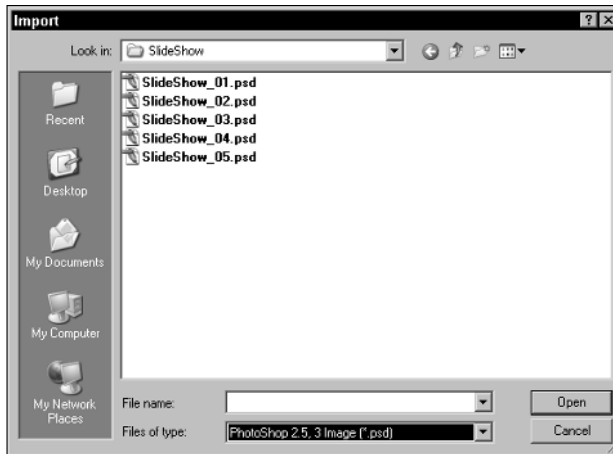 Import
Look in: SlideShow
SlideShow_01.psd
SlideShow_02.psd
SlideShow_03.psd
SlideShow_04.psd
SlideShow_05.psd
Recent
Desktop
My Documents
My Computer
My Network
Places
File name:
Open
Files of type: PhotoShop 2.5, 3 Image (*.psd)
Cancel